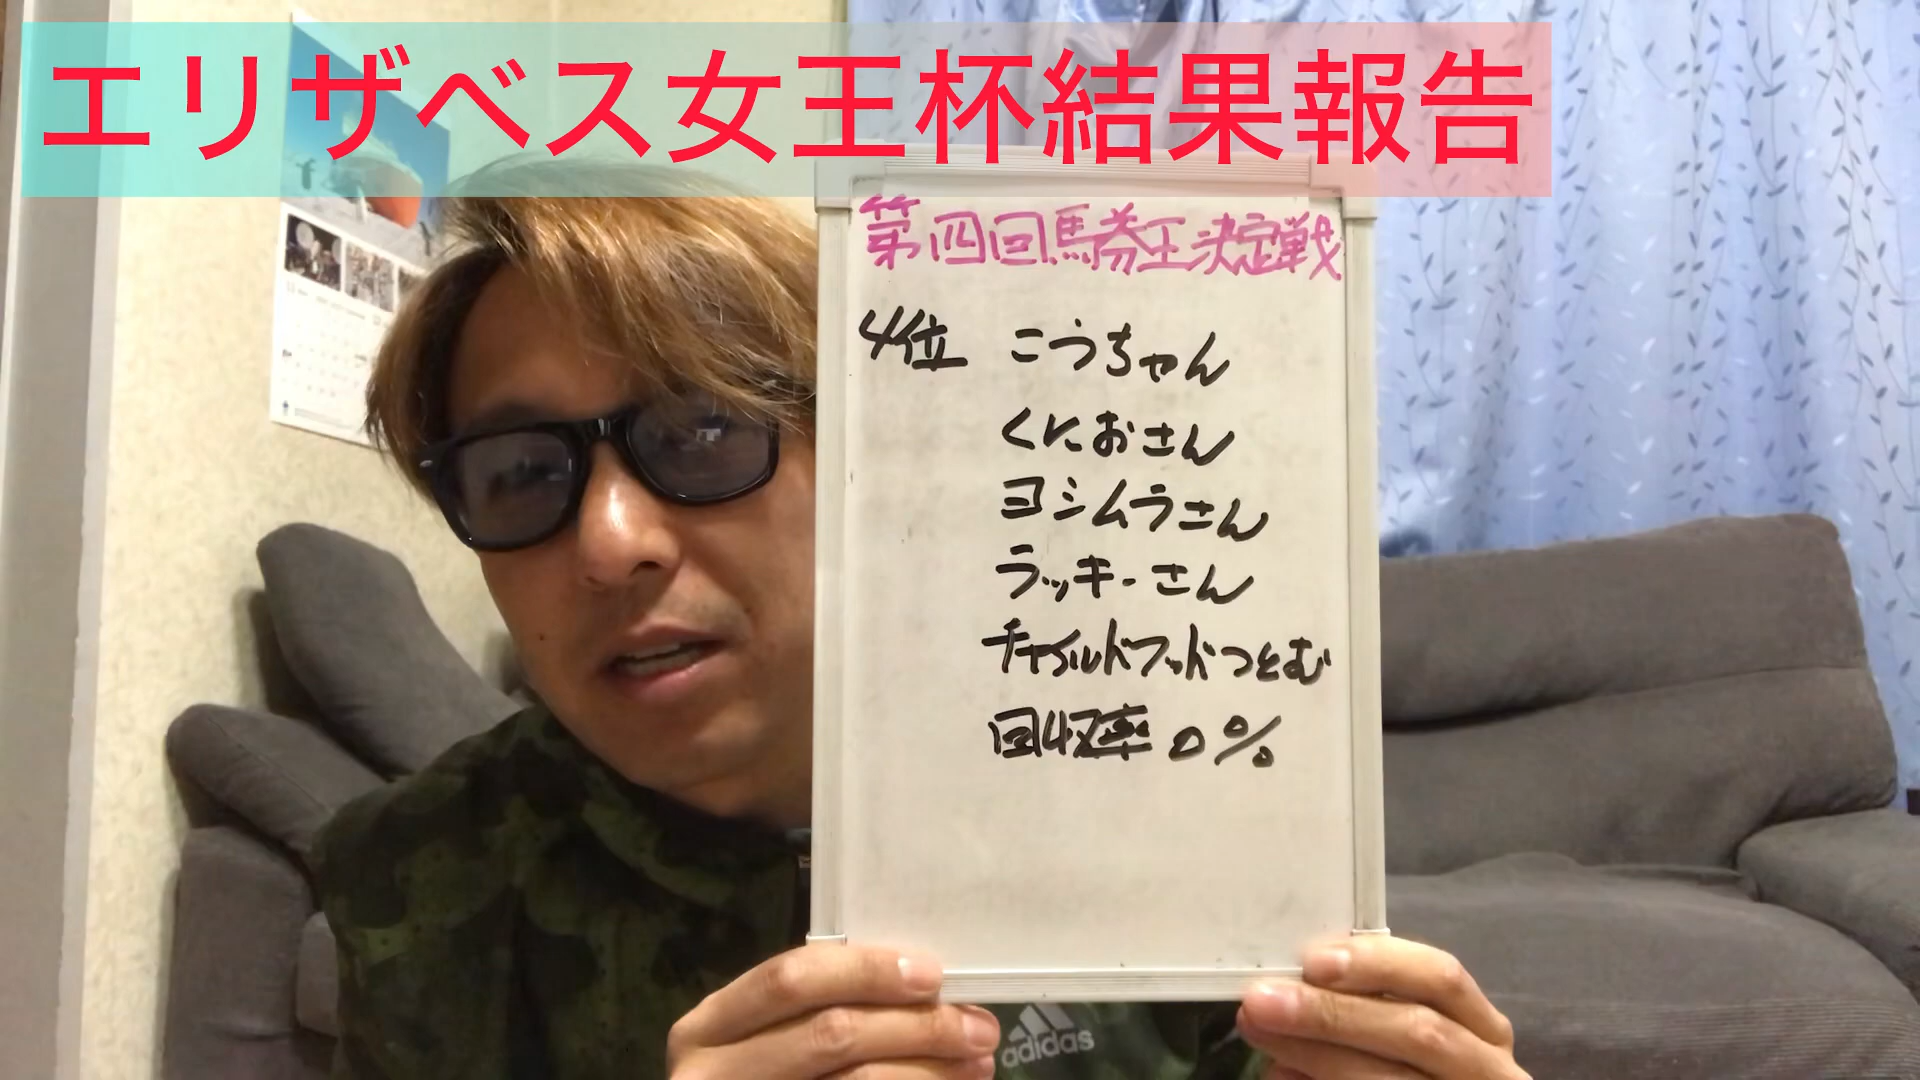 エリザベス女王杯結果報告
第四回馬券王決定戦
4位 こうちゃん
くにおさん
ヨシムラさん
ラッキーさん
チャイルドフッドつとむ
回収率0%
adidas